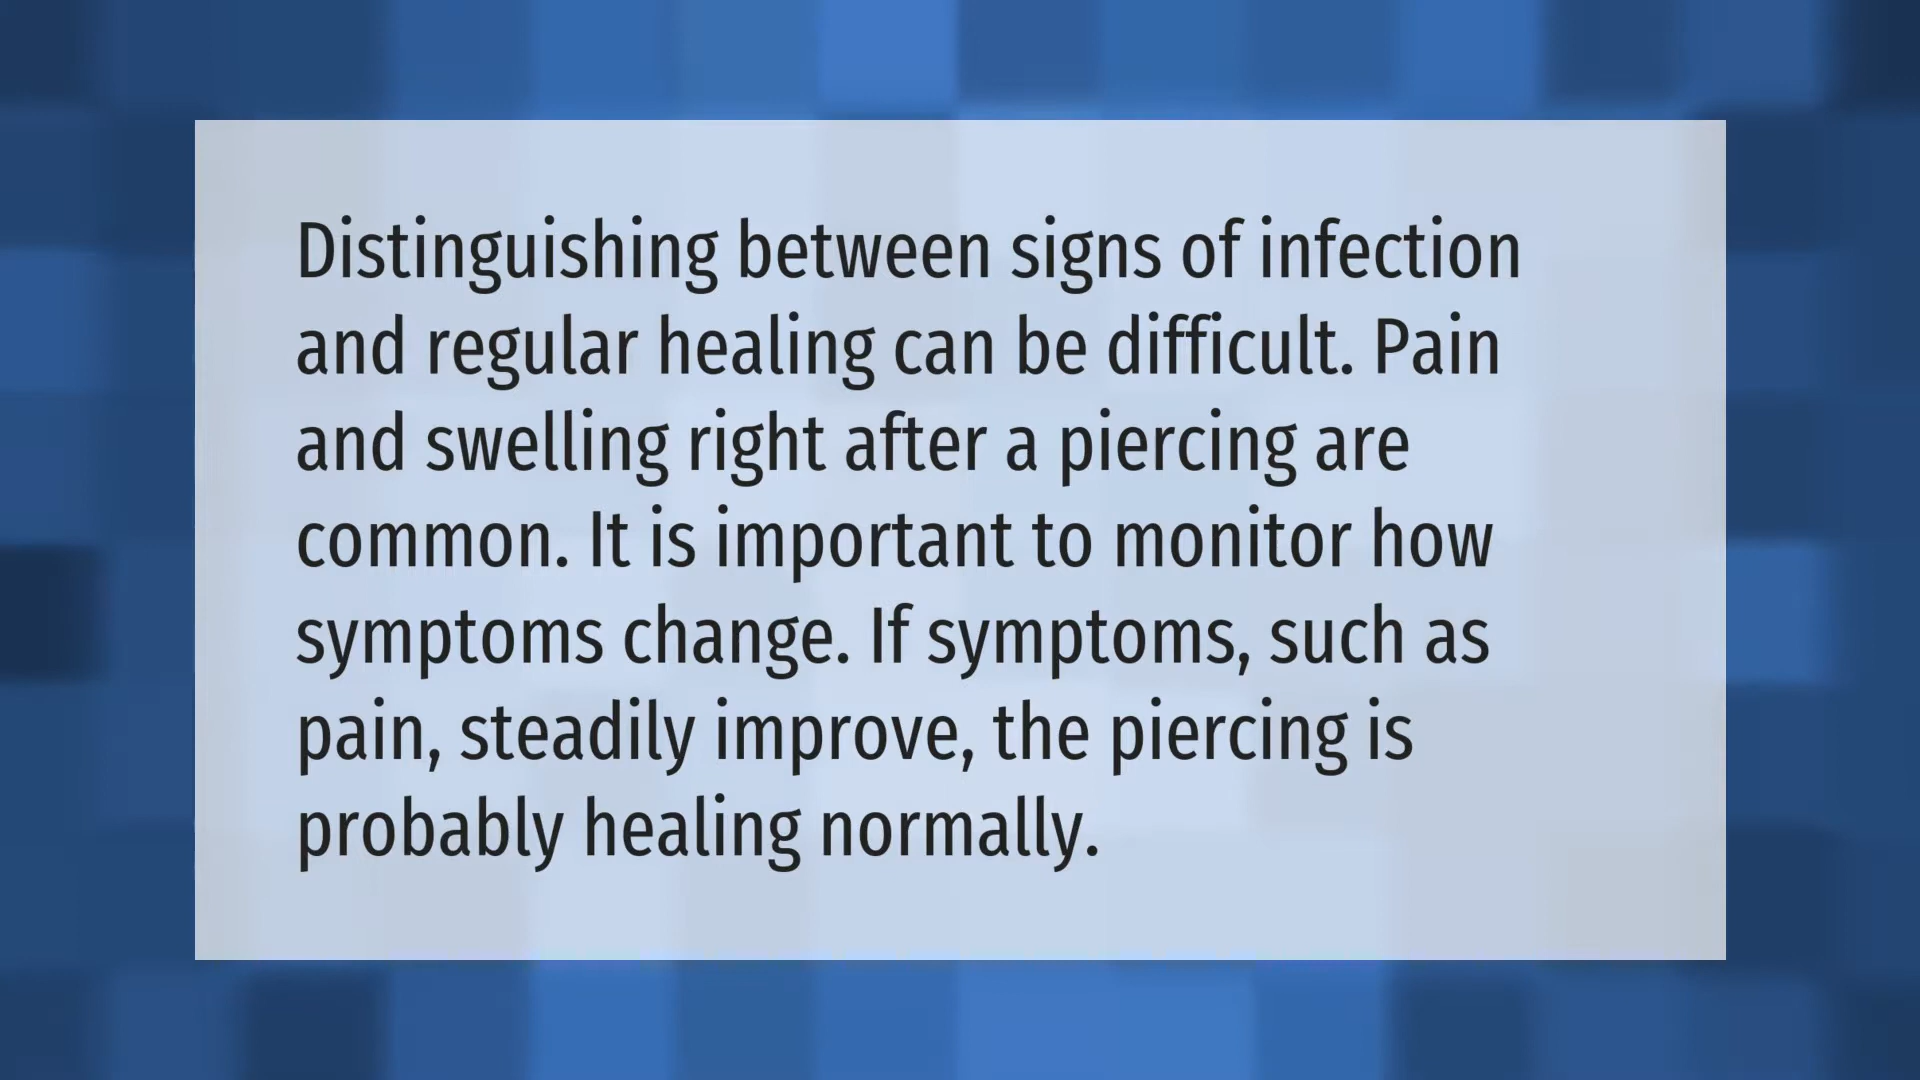 Distinguishing between signs of infection
and regular healing can be difficult. Pain
and swelling right after a piercing are
common. It is important to monitor how
symptoms change. If symptoms, such as
pain, steadily improve, the piercing is
probably healing normally.